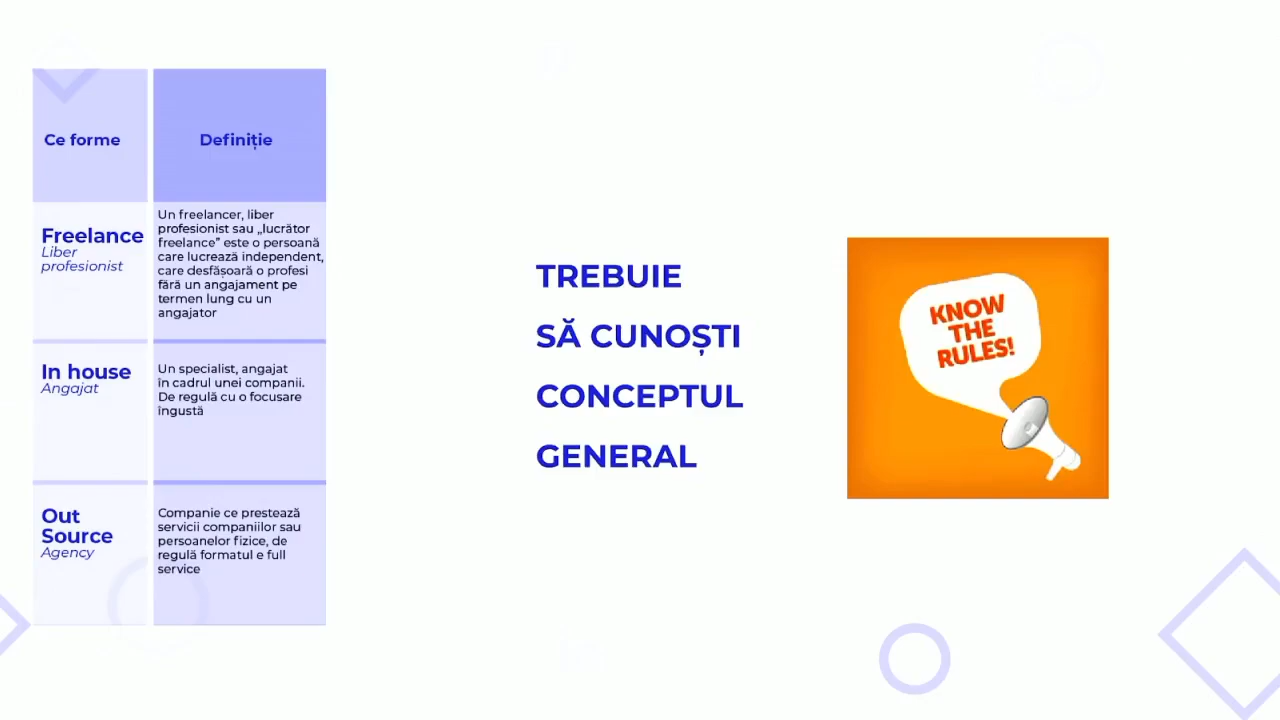 Ce forme
Definiție
Freelance
Liber
profesionist
Un freelancer, liber
profesionist sau „lucrător
freelance” este o persoană
care lucrează independent,
care desfășoară o profesi
fără un angajament pe
termen lung cu un
angajator
In house
Angajat
Un specialist, angajat
în cadrul unei companii.
De regulă cu o focusare
îngustă
Out
Source
Agency
Companie ce prestează
servicii companiilor sau
persoanelor fizice, de
regulă formatul e full
service
TREBUIE
SĂ CUNOȘTI
CONCEPTUL
GENERAL
KNOW
THE
RULES!